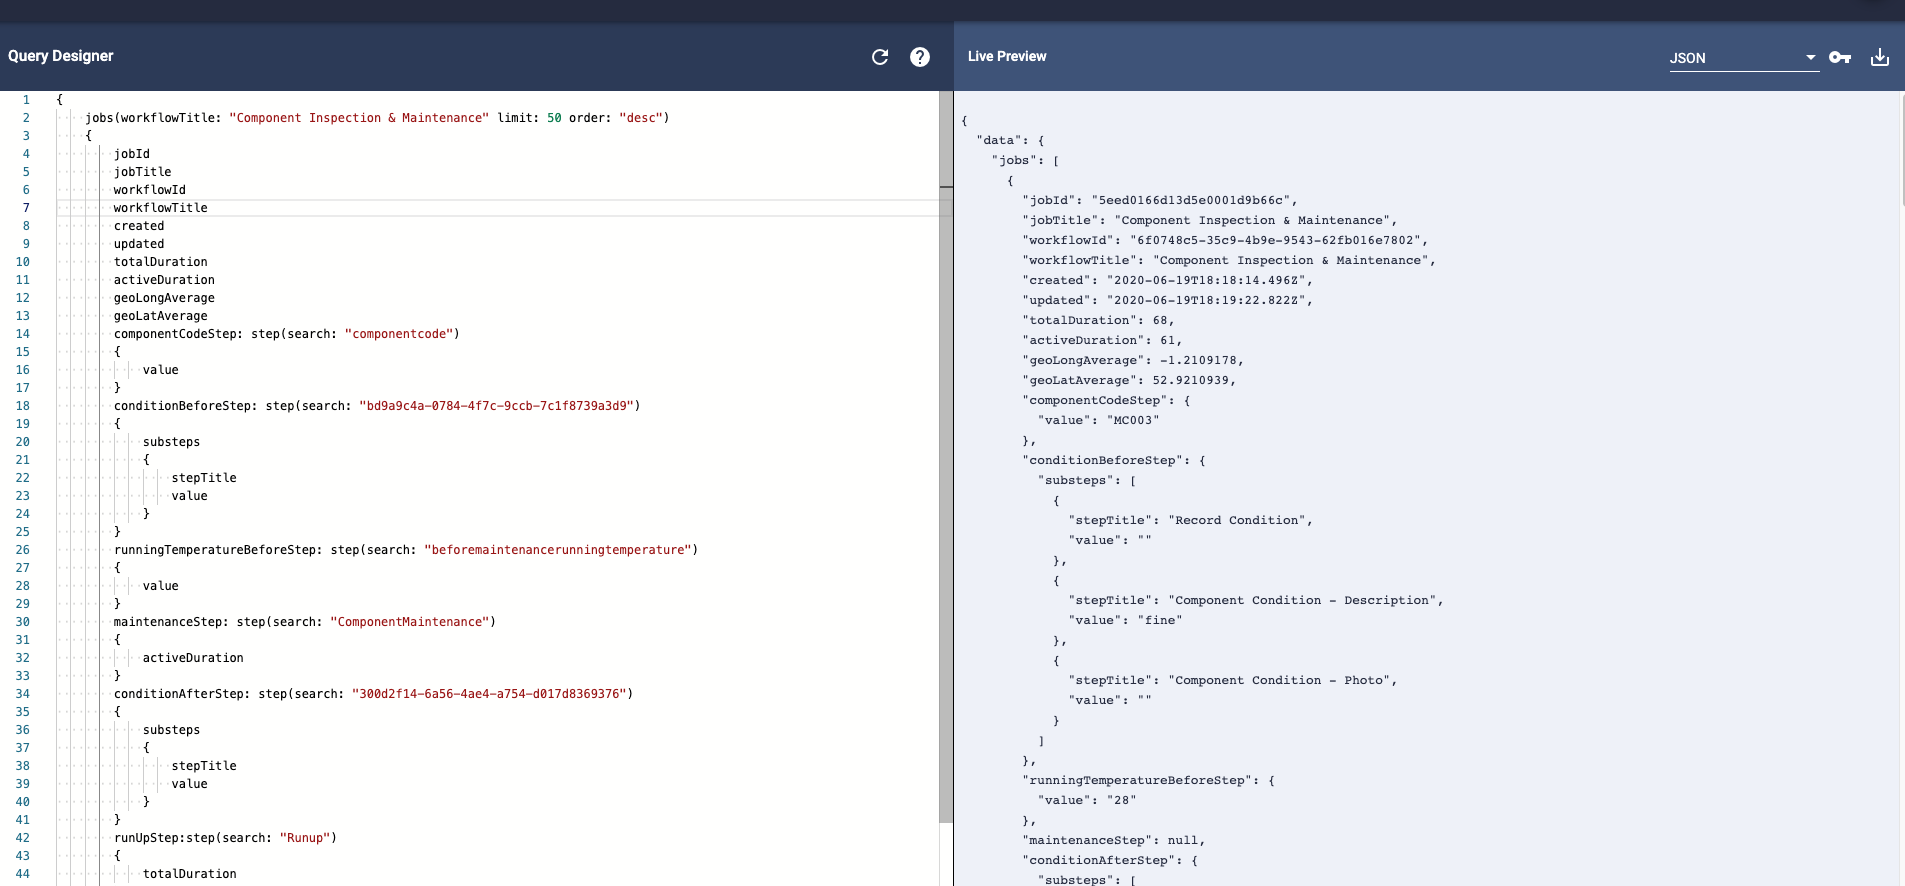 Query Designer
1 {
2 jobs(workflowTitle: "Component Inspection & Maintenance" limit: 50 order: "desc")
3 {
4 jobId
5 jobTitle
6 workflowId
7 workflowTitle
8 created
9 updated
10 totalDuration
11 activeDuration
12 geoLongAverage
13 geoLatAverage
14 componentCodeStep: step(search: "componentcode")
15 {
16 value
17 }
18 conditionBeforeStep: step(search: "bd9a9c4a-0784-4f7c-9ccb-7c1f8739a3d9")
19 {
20 substeps
21 {
22 stepTitle
23 value
24 }
25 }
26 runningTemperatureBeforeStep: step(search: "beforemaintenancerunningtemperature")
27 {
28 value
29 }
30 maintenanceStep: step(search: "ComponentMaintenance")
31 {
32 activeDuration
33 }
34 conditionAfterStep: step(search: "300d2f14-6a56-4ae4-a754-d017d8369376")
35 {
36 substeps
37 {
38 stepTitle
39 value
40 }
41 }
42 runUpStep:step(search: "Runup")
43 {
44 totalDuration
Live Preview
JSON
{
"data": {
"jobs": [
{
"jobId": "5eed0166d13d5e0001d9b66c",
"jobTitle": "Component Inspection & Maintenance",
"workflowId": "6f0748c5-35c9-4b9e-9543-62fb016e7802",
"workflowTitle": "Component Inspection & Maintenance",
"created": "2020-06-19T18:18:14.496Z",
"updated": "2020-06-19T18:19:22.822Z",
"totalDuration": 68,
"activeDuration": 61,
"geoLongAverage": -1.2109178,
"geoLatAverage": 52.9210939,
"componentCodeStep": {
"value": "MC003"
},
"conditionBeforeStep": {
"substeps": [
{
"stepTitle": "Record Condition",
"value": ""
},
{
"stepTitle": "Component Condition - Description",
"value": "fine"
},
{
"stepTitle": "Component Condition - Photo",
"value": ""
}
]
},
"runningTemperatureBeforeStep": {
"value": "28"
},
"maintenanceStep": null,
"conditionAfterStep": {
"substeps": [